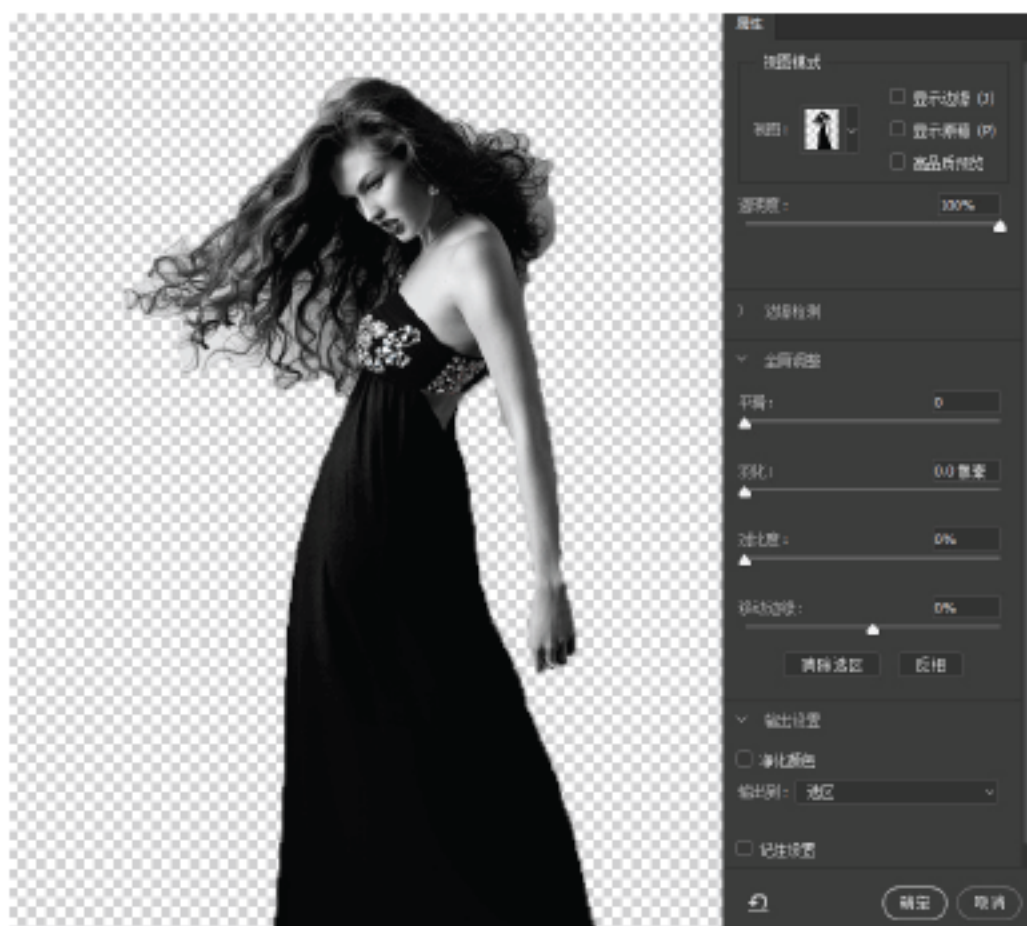 属性
视图模式
视图：
显示边缘 (J)
显示原稿 (P)
高品质预览
透明度： 100%
边缘检测
全局调整
平滑： 0
羽化： 0.0 像素
对比度： 0%
移动边缘： 0%
清除选区 反相
输出设置
净化颜色
输出到： 选区
记住设置
确定 取消